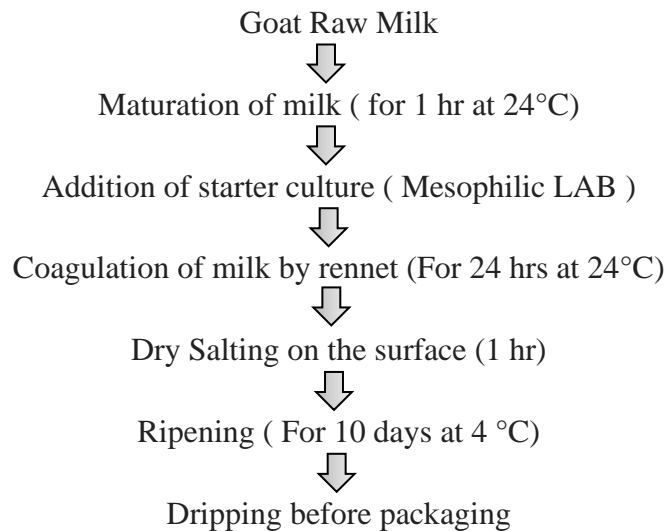 Goat Raw Milk
Maturation of milk ( for 1 hr at 24°C)
Addition of starter culture ( Mesophilic LAB )
Coagulation of milk by rennet (For 24 hrs at 24°C)
Dry Salting on the surface (1 hr)
Ripening ( For 10 days at 4 °C)
Dripping before packaging